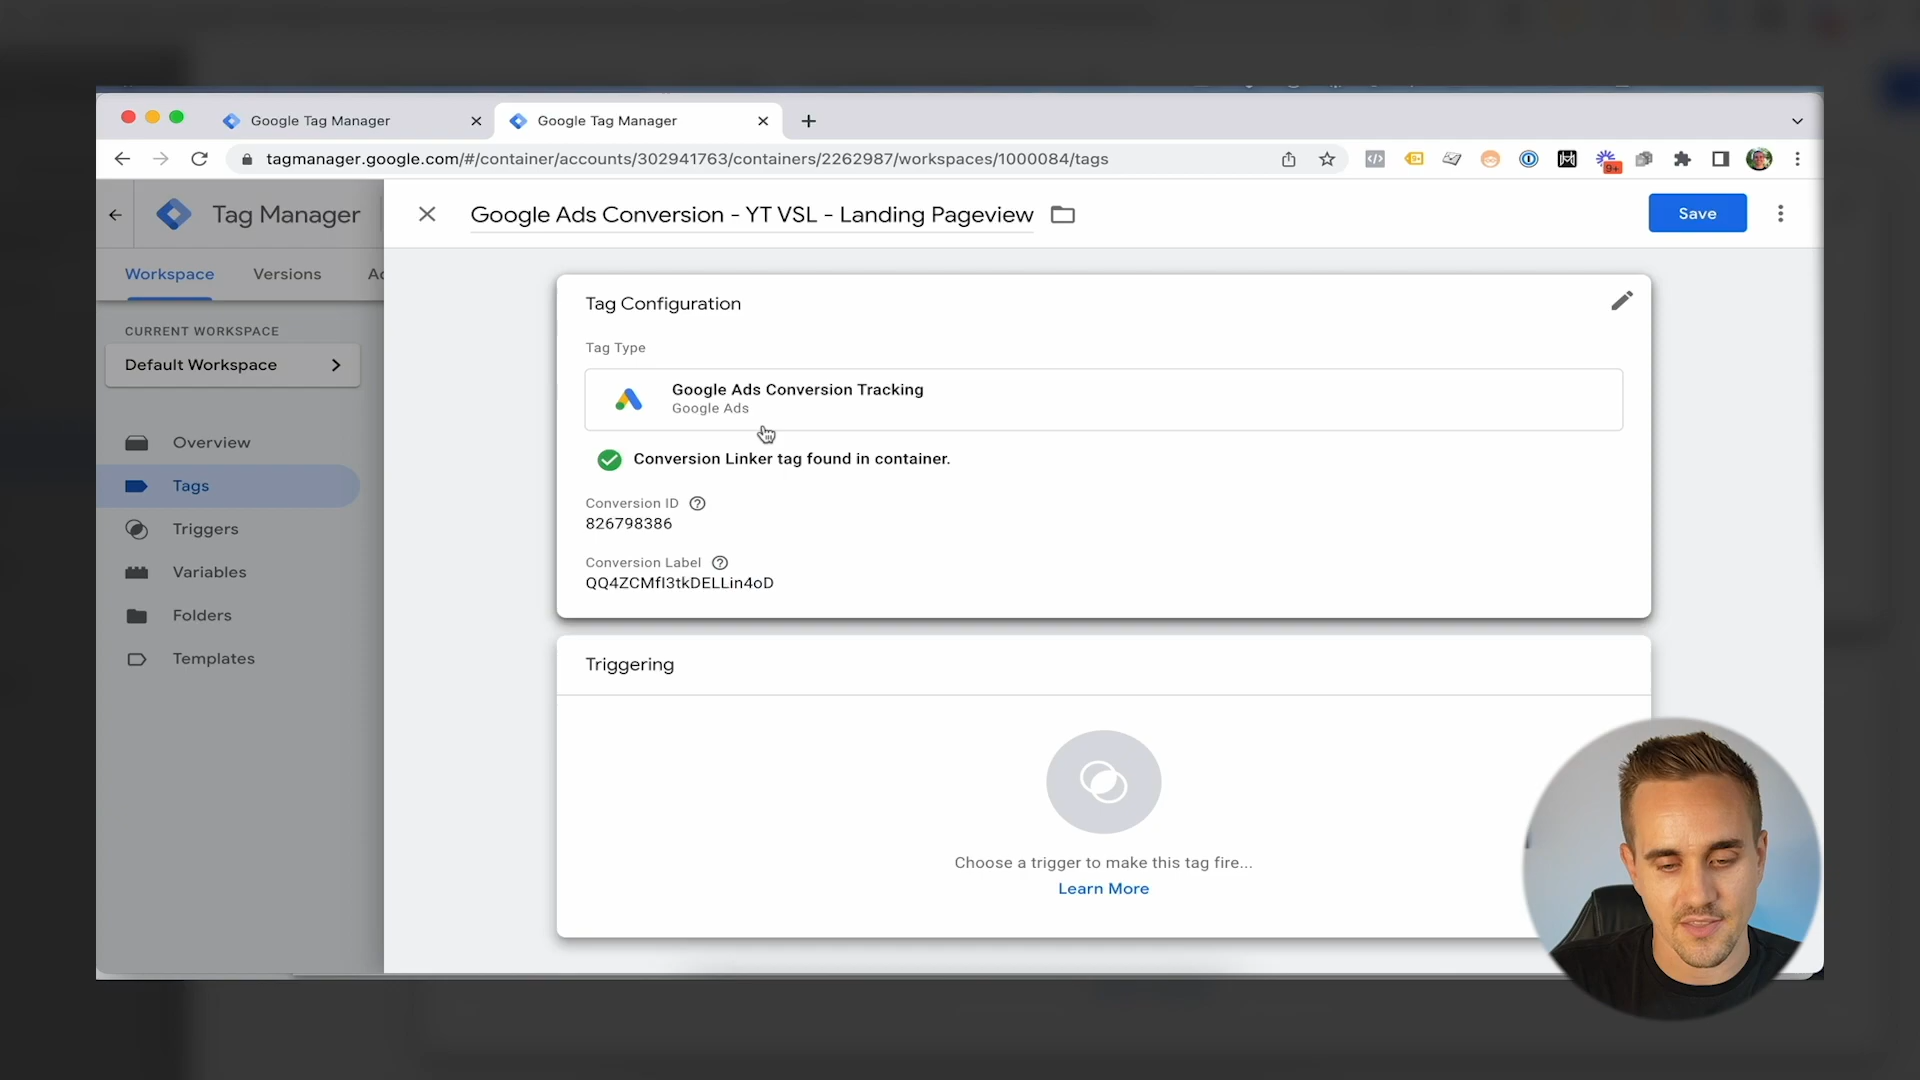 Google Tag Manager
Google Tag Manager
tagmanager.google.com/#/container/accounts/302941763/containers/2262987/workspaces/1000084/tags
9+
Tag Manager
Google Ads Conversion - YT VSL - Landing Pageview
Save
Workspace
Versions
Ad
CURRENT WORKSPACE
Default Workspace
Overview
Tags
Triggers
Variables
Folders
Templates
Tag Configuration
Tag Type
Google Ads Conversion Tracking
Google Ads
Conversion Linker tag found in container.
Conversion ID
826798386
Conversion Label
QQ4ZCMfI3tkDELLin4oD
Triggering
Choose a trigger to make this tag fire...
Learn More